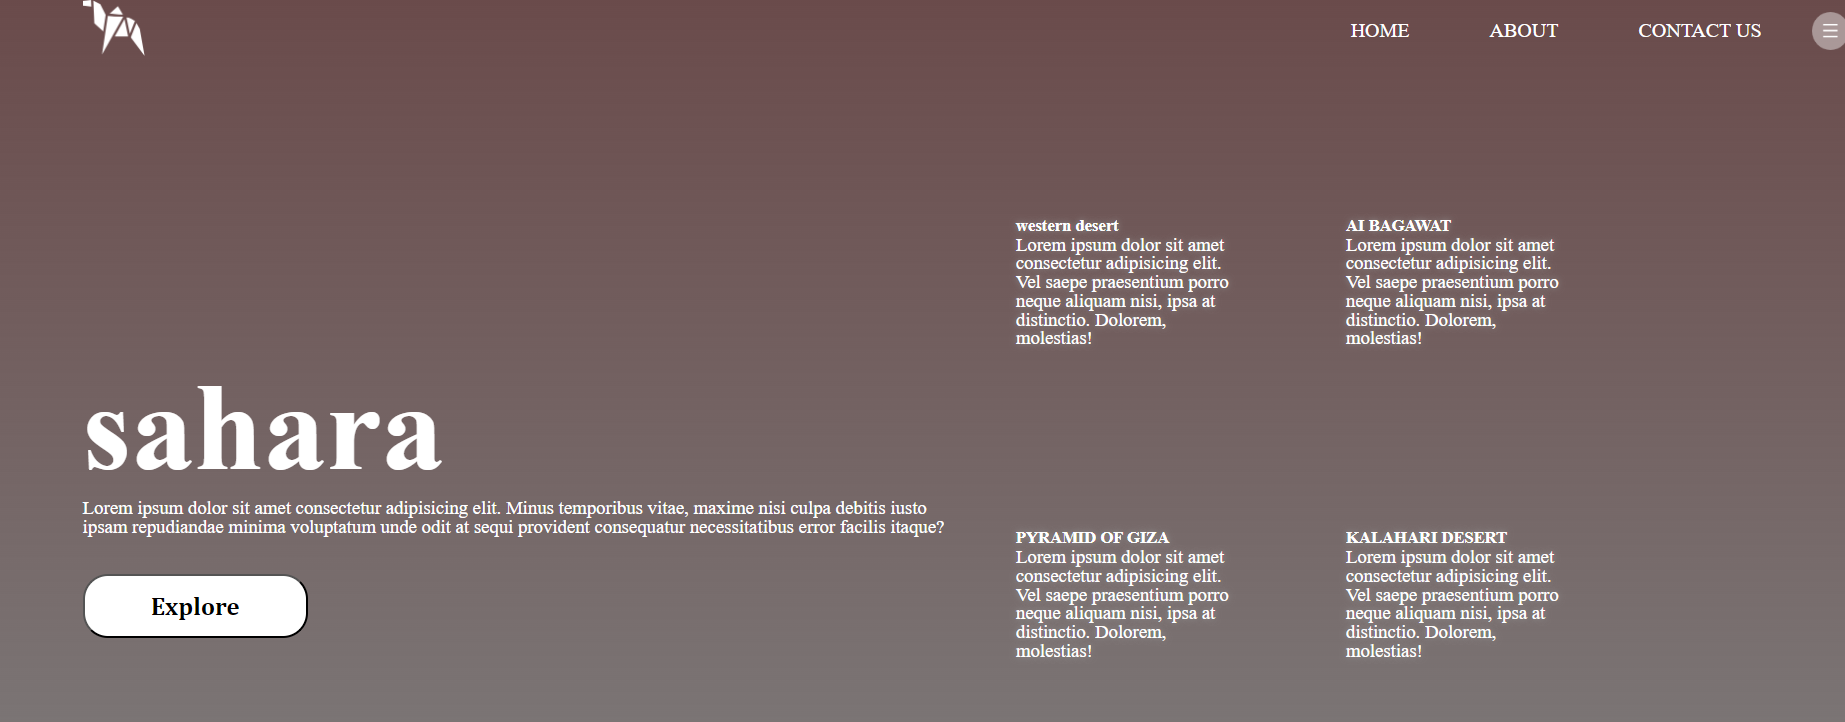 HOME ABOUT CONTACT US
sahara
Lorem ipsum dolor sit amet consectetur adipisicing elit. Minus temporibus vitae, maxime nisi culpa debitis iusto
ipsam repudiandae minima voluptatum unde odit at sequi provident consequatur necessitatibus error facilis itaque?
Explore
western desert
Lorem ipsum dolor sit amet
consectetur adipisicing elit.
Vel saepe praesentium porro
neque aliquam nisi, ipsa at
distinctio. Dolorem,
molestias!
AI BAGAWAT
Lorem ipsum dolor sit amet
consectetur adipisicing elit.
Vel saepe praesentium porro
neque aliquam nisi, ipsa at
distinctio. Dolorem,
molestias!
PYRAMID OF GIZA
Lorem ipsum dolor sit amet
consectetur adipisicing elit.
Vel saepe praesentium porro
neque aliquam nisi, ipsa at
distinctio. Dolorem,
molestias!
KALAHARI DESERT
Lorem ipsum dolor sit amet
consectetur adipisicing elit.
Vel saepe praesentium porro
neque aliquam nisi, ipsa at
distinctio. Dolorem,
molestias!